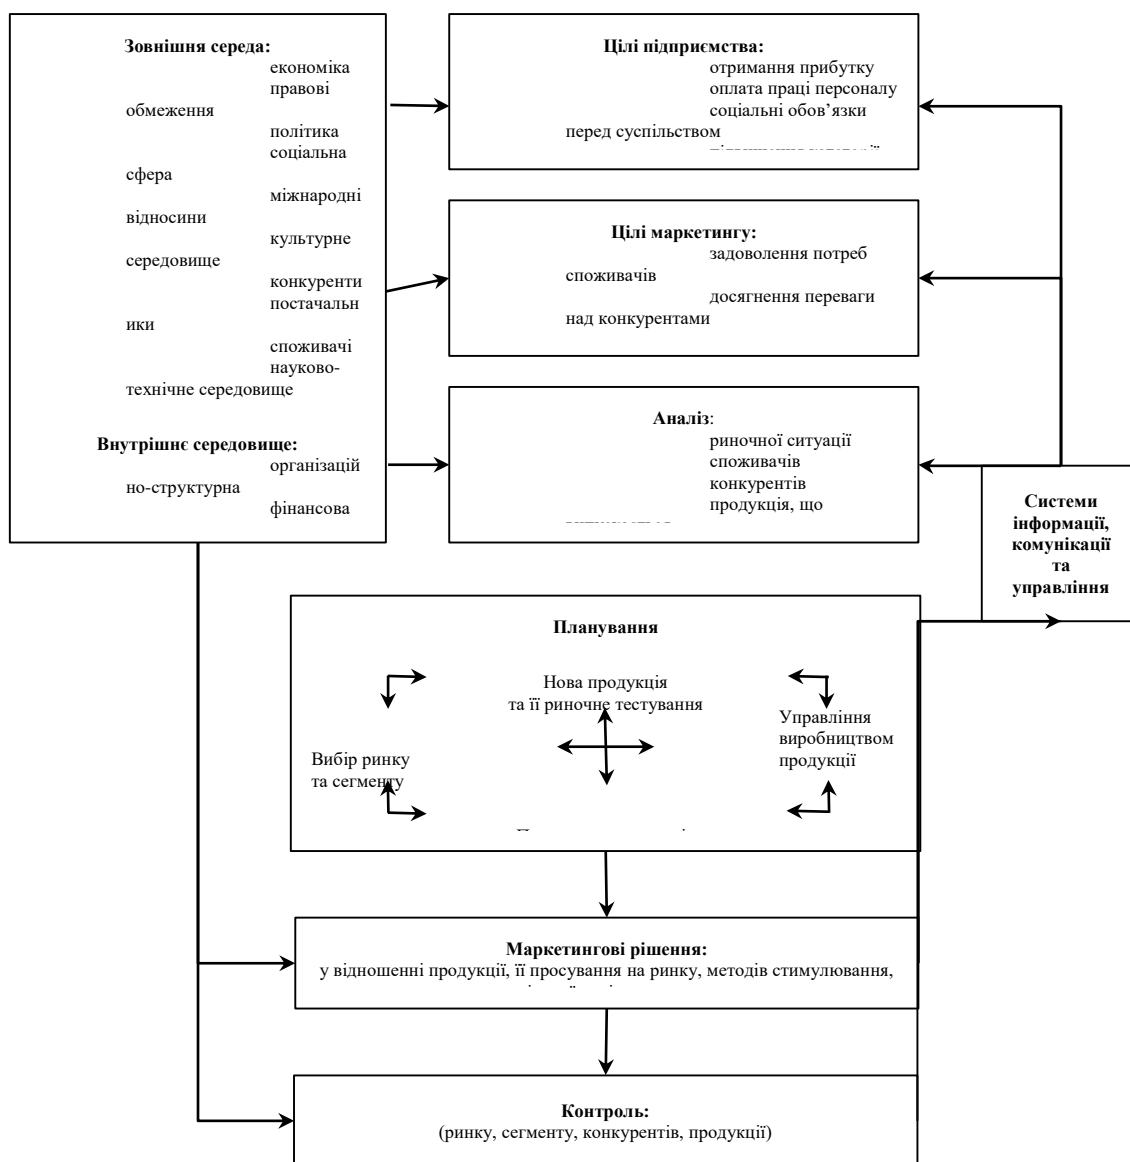 Зовнішня середа:
економіка
правові
обмеження
політика
соціальна
сфера
міжнародні
відносини
культурне
середовище
конкуренти
постачальн
ики
споживачі
науково-
технічне середовище
Внутрішнє середовище:
організацій
но-структурна
фінансова
Цілі підприємства:
отримання прибутку
оплата праці персоналу
соціальні обов’язки
перед суспільством
Цілі маркетингу:
задоволення потреб
споживачів
досягнення переваги
над конкурентами
Аналіз:
риночної ситуації
споживачів
конкурентів
продукція, що
Системи
інформації,
комунікації
та
управління
Планування
Нова продукція
та її риночне тестування
Управління
виробництвом
продукції
Вибір ринку
та сегменту
Маркетингові рішення:
у відношенні продукції, її просування на ринку, методів стимулювання,
Контроль:
(ринку, сегменту, конкурентів, продукції)